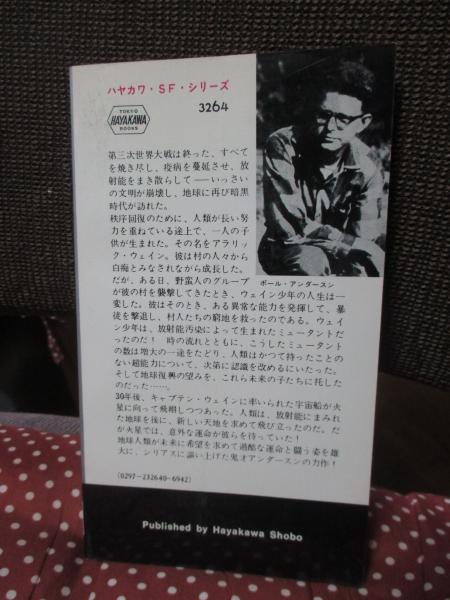 ハヤカワ・SF・シリーズ
3264
TOKYO
HAYAKAWA
BOOKS
第三次世界大戦は終った、すべて
を焼き尽し、疫病を蔓延させ、放
射能をまき散らして──いっさい
の文明が崩壊し、地球に再び暗黒
時代が訪れた。
秩序回復のために、人類が長い努
力を重ねている途上で、一人の子
供が生まれた。その名をアラリッ
ク・ウェイン。彼は村の人々から
白痴とみなされながら成長した。
だが、ある日、野蛮人のグループ
が彼の村を襲撃してきたとき、ウェイン少年の人生は一
変した。彼はそのとき、ある異常な能力を発揮して、暴
徒を撃退し、村人たちの窮地を救ったのである。ウェイ
ン少年は、放射能汚染によって生まれたミュータントだ
ったのだ! 時の流れとともに、こうしたミュータント
の数は増大の一途をたどり、人類はかつて持ったことの
ない超能力について、次第に認識を改めるにいたった。
そして地球復興の望みを、これら未来の子たちに托した
のだった……。
30年後、キャプテン・ウェインに率いられた宇宙船が火
星に向って飛翔しつつあった。人類は、放射能にまみれ
た地球を後に、新しい天地を求めて飛び立ったのだ。だ
が火星では、意外な運命が彼らを待っていた!
地球人類が未来に希望を求めて過酷な運命と闘う姿を雄
大に、シリアスに謳い上げた鬼才アンダースンの力作!
ポール・アンダースン
(0297-232640-6942)
Published by Hayakawa Shobo